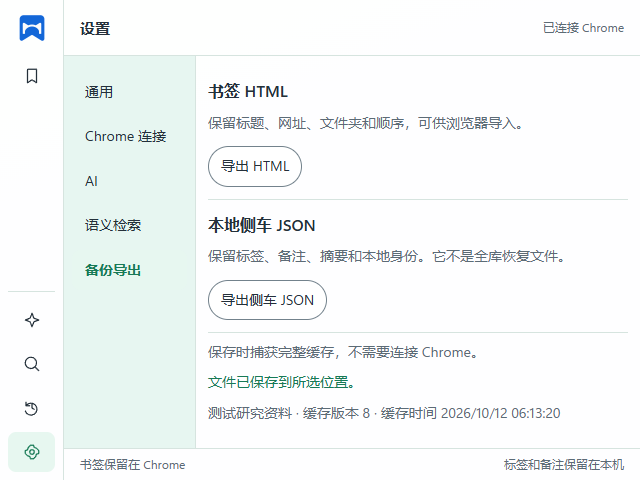 设置
已连接 Chrome
通用
Chrome 连接
AI
语义检索
备份导出
书签 HTML
保留标题、网址、文件夹和顺序，可供浏览器导入。
导出 HTML
本地侧车 JSON
保留标签、备注、摘要和本地身份。它不是全库恢复文件。
导出侧车 JSON
保存时捕获完整缓存，不需要连接 Chrome。
文件已保存到所选位置。
测试研究资料 · 缓存版本 8 · 缓存时间 2026/10/12 06:13:20
书签保留在 Chrome
标签和备注保留在本机